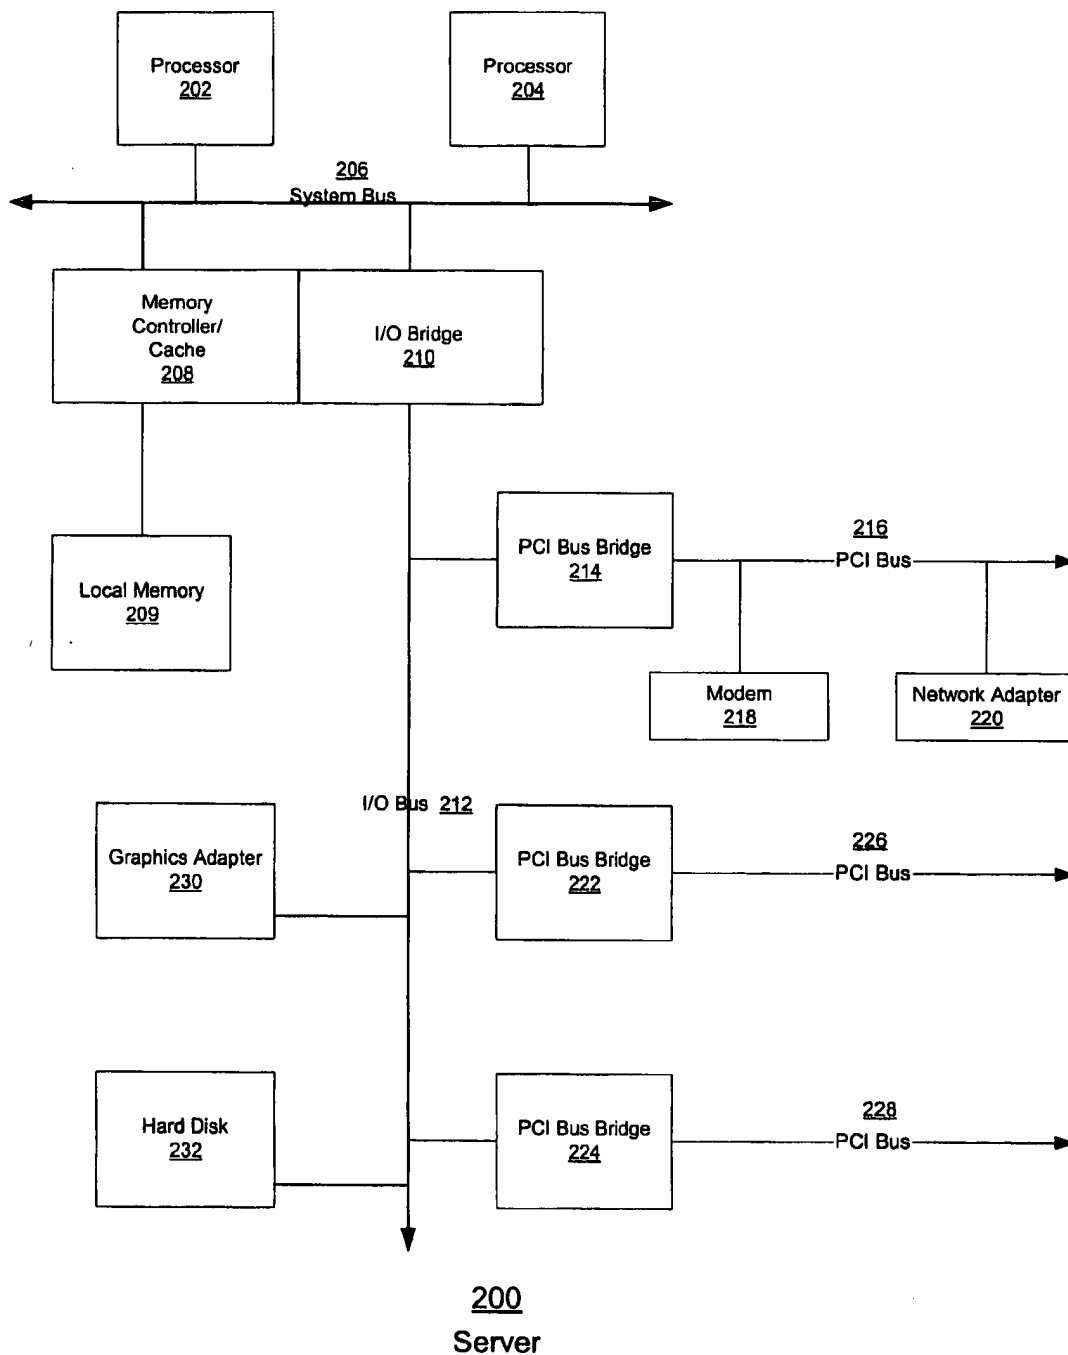 Processor
202
Processor
204
206
System Bus
Memory
Controller/
Cache
208
I/O Bridge
210
PCI Bus Bridge
214
216
PCI Bus
Local Memory
209
Modem
218
Network Adapter
220
I/O Bus 212
Graphics Adapter
230
PCI Bus Bridge
222
226
PCI Bus
Hard Disk
232
PCI Bus Bridge
224
228
PCI Bus
200
Server